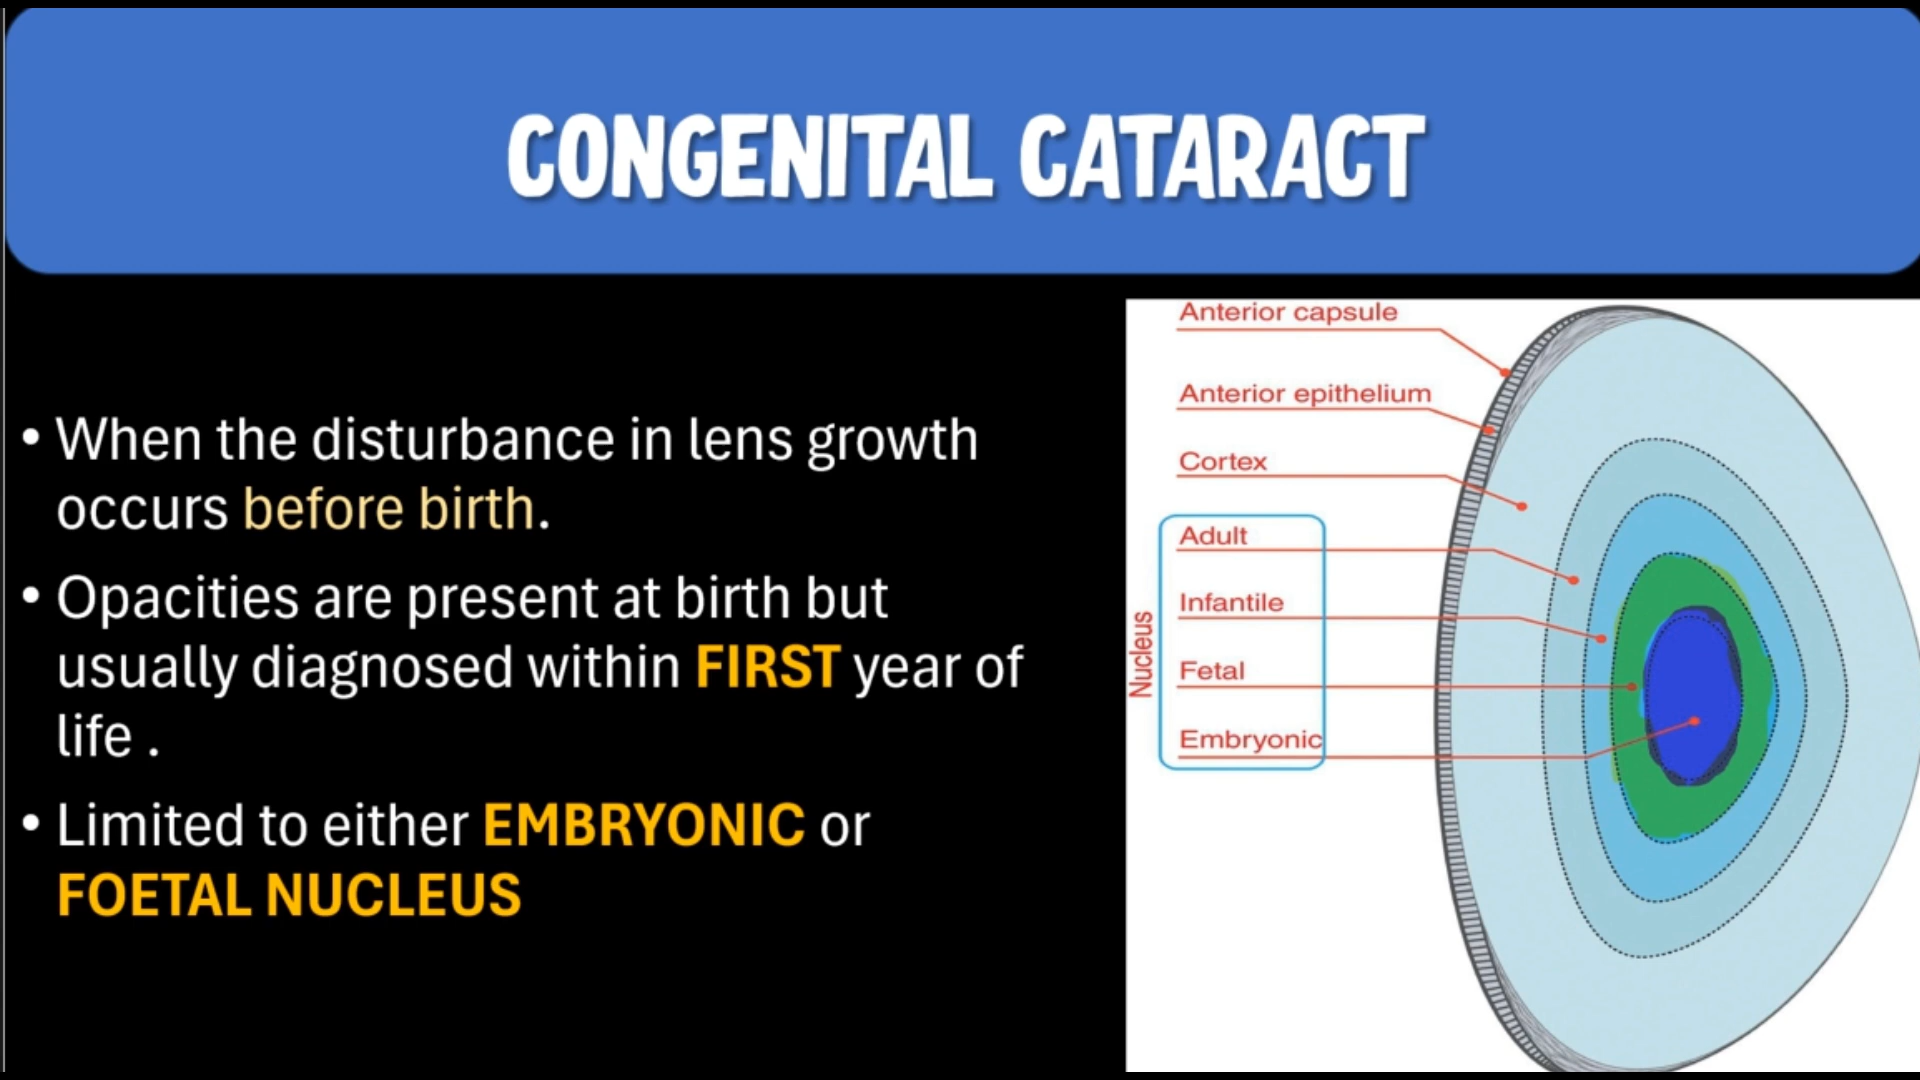 CONGENITAL CATARACT
• When the disturbance in lens growth
occurs before birth.
• Opacities are present at birth but
usually diagnosed within FIRST year of
life .
• Limited to either EMBRYONIC or
FOETAL NUCLEUS
Anterior capsule
Anterior epithelium
Cortex
Nucleus
Adult
Infantile
Fetal
Embryonic